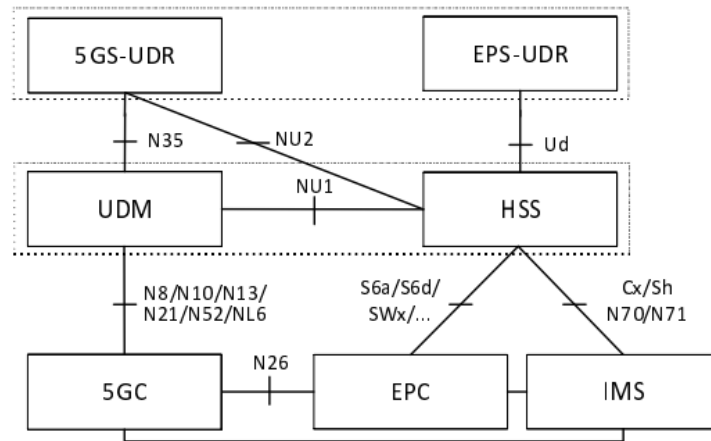 5GS-UDR
EPS-UDR
N35
NU2
Ud
UDM
NU1
HSS
N8/N10/N13/
N21/N52/NL6
S6a/S6d/
SWx/...
Cx/Sh
N70/N71
5GC
N26
EPC
IMS